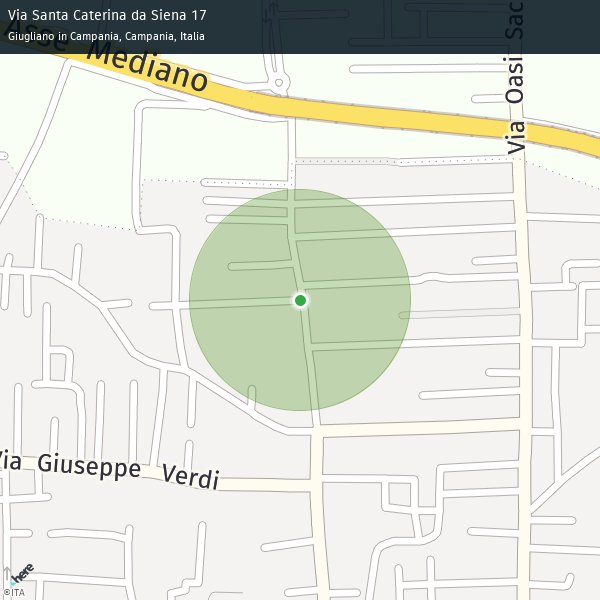 Via Santa Caterina da Siena 17
Giugliano in Campania, Campania, Italia
Asse Mediano
Via Oasi Sac
Via Giuseppe Verdi
here
©ITA